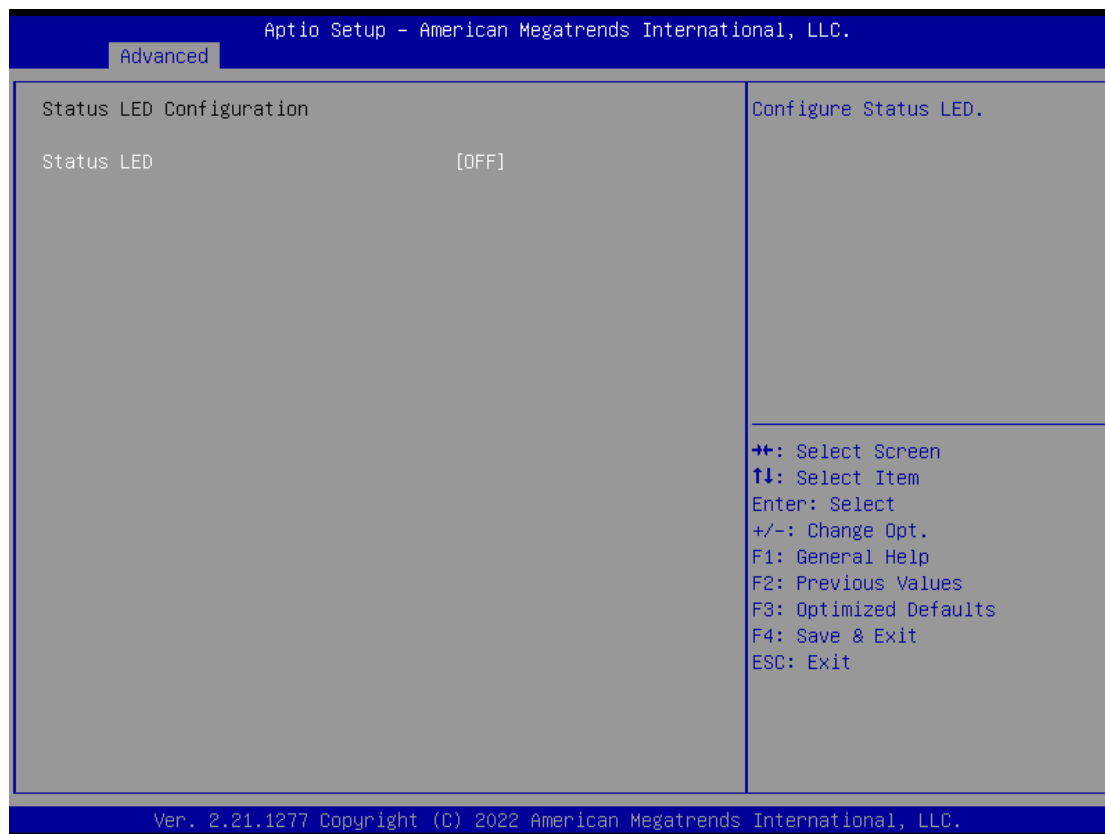 Aptio Setup – American Megatrends International, LLC.
Advanced
Status LED Configuration
Status LED [OFF]
Configure Status LED.
→←: Select Screen
↑↓: Select Item
Enter: Select
+/-: Change Opt.
F1: General Help
F2: Previous Values
F3: Optimized Defaults
F4: Save & Exit
ESC: Exit
Ver. 2.21.1277 Copyright (C) 2022 American Megatrends International, LLC.